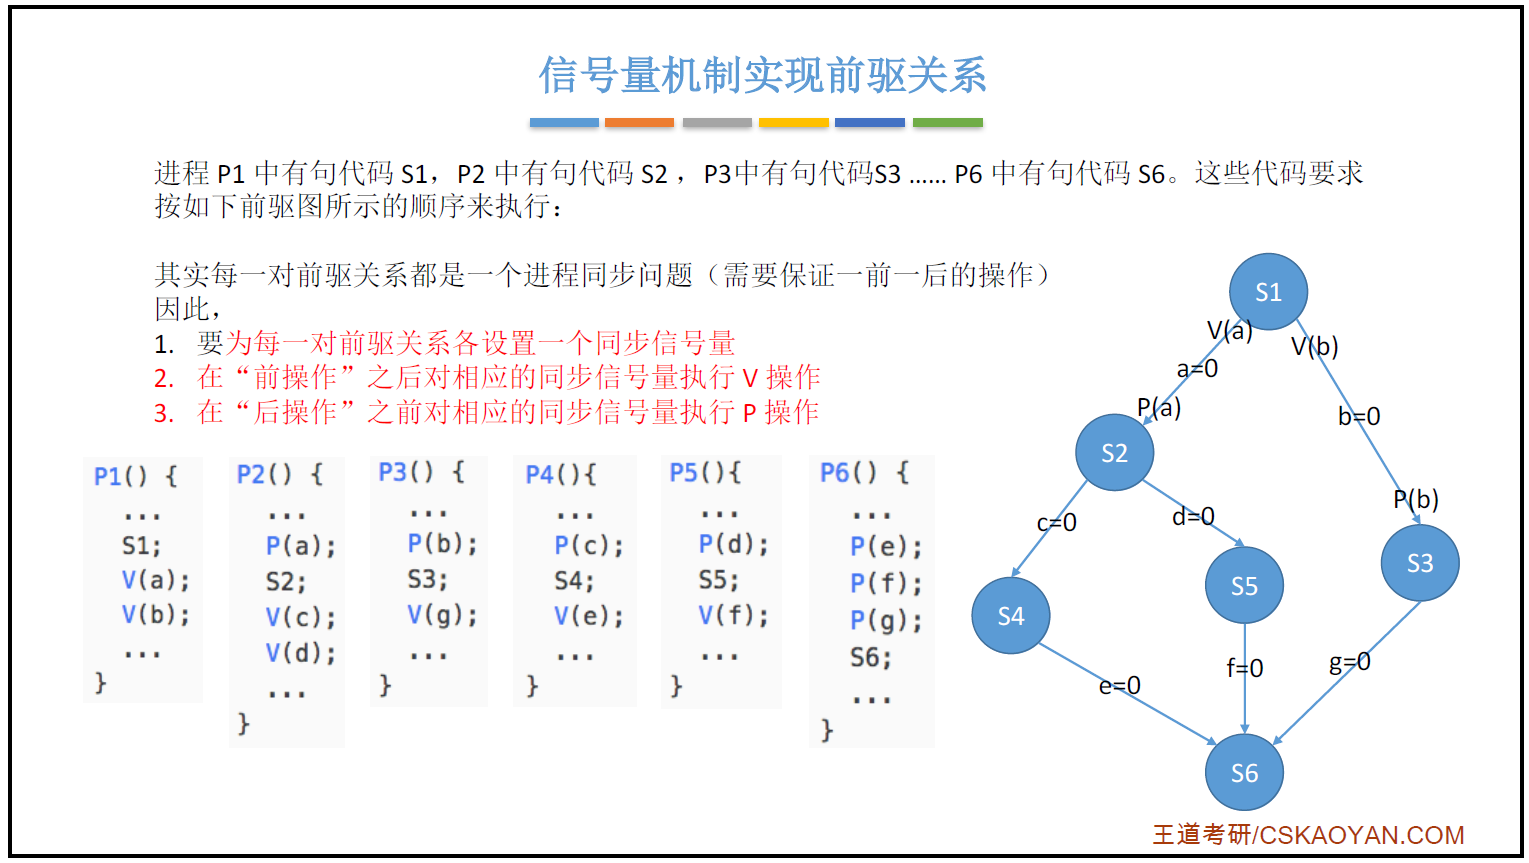 信号量机制实现前驱关系
进程 P1 中有句代码 S1，P2 中有句代码 S2 ，P3中有句代码S3 …… P6 中有句代码 S6。这些代码要求
按如下前驱图所示的顺序来执行：
其实每一对前驱关系都是一个进程同步问题（需要保证一前一后的操作）
因此，
1. 要为每一对前驱关系各设置一个同步信号量
2. 在“前操作”之后对相应的同步信号量执行 V 操作
3. 在“后操作”之前对相应的同步信号量执行 P 操作
P1() {
...
S1;
V(a);
V(b);
...
}
P2() {
...
P(a);
S2;
V(c);
V(d);
...
}
P3() {
...
P(b);
S3;
V(g);
...
}
P4(){
...
P(c);
S4;
V(e);
...
}
P5(){
...
P(d);
S5;
V(f);
...
}
P6() {
...
P(e);
P(f);
P(g);
S6;
...
}
S1
V(a)
V(b)
a=0
P(a)
b=0
S2
P(b)
c=0
d=0
S3
S5
S4
g=0
f=0
e=0
S6
王道考研/CSKAOYAN.COM